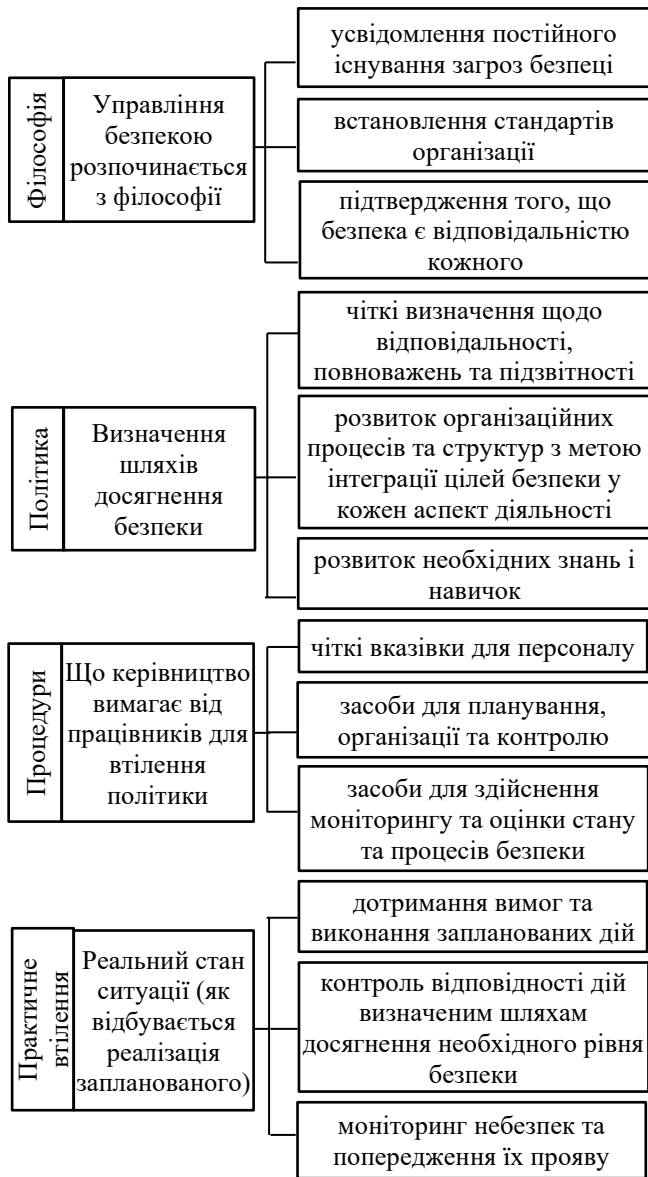 Філософія
Управління
безпекою
розпочинається
з філософії
усвідомлення постійного
існування загроз безпеці
встановлення стандартів
організації
підтвердження того, що
безпека є відповідальністю
кожного
Політика
Визначення
шляхів
досягнення
безпеки
чіткі визначення щодо
відповідальності,
повноважень та підзвітності
розвиток організаційних
процесів та структур з метою
інтеграції цілей безпеки у
кожен аспект діяльності
розвиток необхідних знань і
навичок
Процедури
Що керівництво
вимагає від
працівників для
втілення
політики
чіткі вказівки для персоналу
засоби для планування,
організації та контролю
засоби для здійснення
моніторингу та оцінки стану
та процесів безпеки
Практичне
втілення
Реальний стан
ситуації (як
відбувається
реалізація
запланованого)
дотримання вимог та
виконання запланованих дій
контроль відповідності дій
визначеним шляхам
досягнення необхідного рівня
безпеки
моніторинг небезпек та
попередження їх прояву